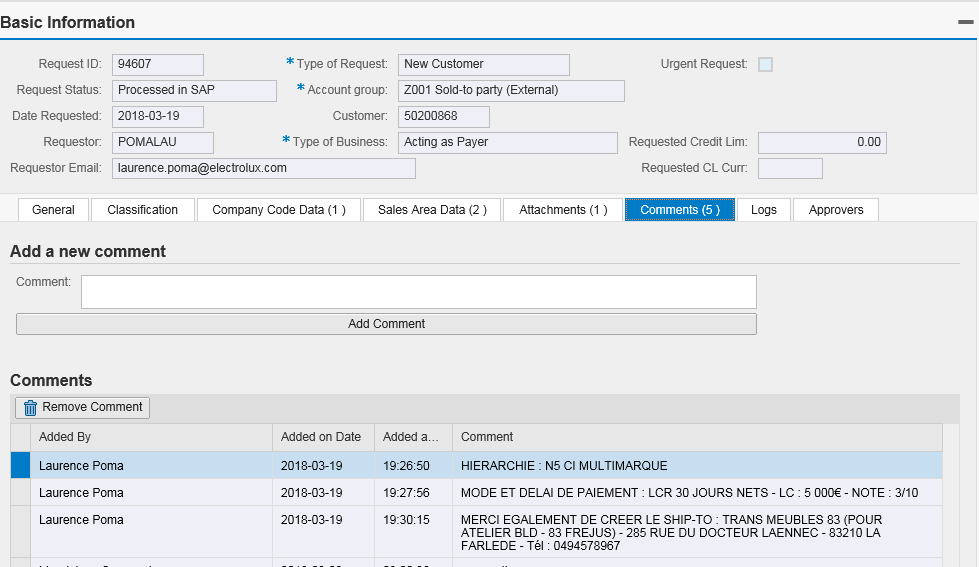 Basic Information
Request ID: 94607 * Type of Request: New Customer Urgent Request:
Request Status: Processed in SAP * Account group: Z001 Sold-to party (External)
Date Requested: 2018-03-19 Customer: 50200868
Requestor: POMALAU * Type of Business: Acting as Payer Requested Credit Lim: 0.00
Requestor Email: laurence.poma@electrolux.com Requested CL Curr:
General Classification Company Code Data (1 ) Sales Area Data (2 ) Attachments (1 ) Comments (5 ) Logs Approvers
Add a new comment
Comment:
Add Comment
Comments
Remove Comment
Added By Added on Date Added a... Comment
Laurence Poma 2018-03-19 19:26:50 HIERARCHIE : N5 CI MULTIMARQUE
Laurence Poma 2018-03-19 19:27:56 MODE ET DELAI DE PAIEMENT : LCR 30 JOURS NETS - LC : 5 000€ - NOTE : 3/10
Laurence Poma 2018-03-19 19:30:15 MERCI EGALEMENT DE CREER LE SHIP-TO : TRANS MEUBLES 83 (POUR
ATELIER BLD - 83 FREJUS) - 285 RUE DU DOCTEUR LAENNEC - 83210 LA
FARLEDE - Tél : 0494578967